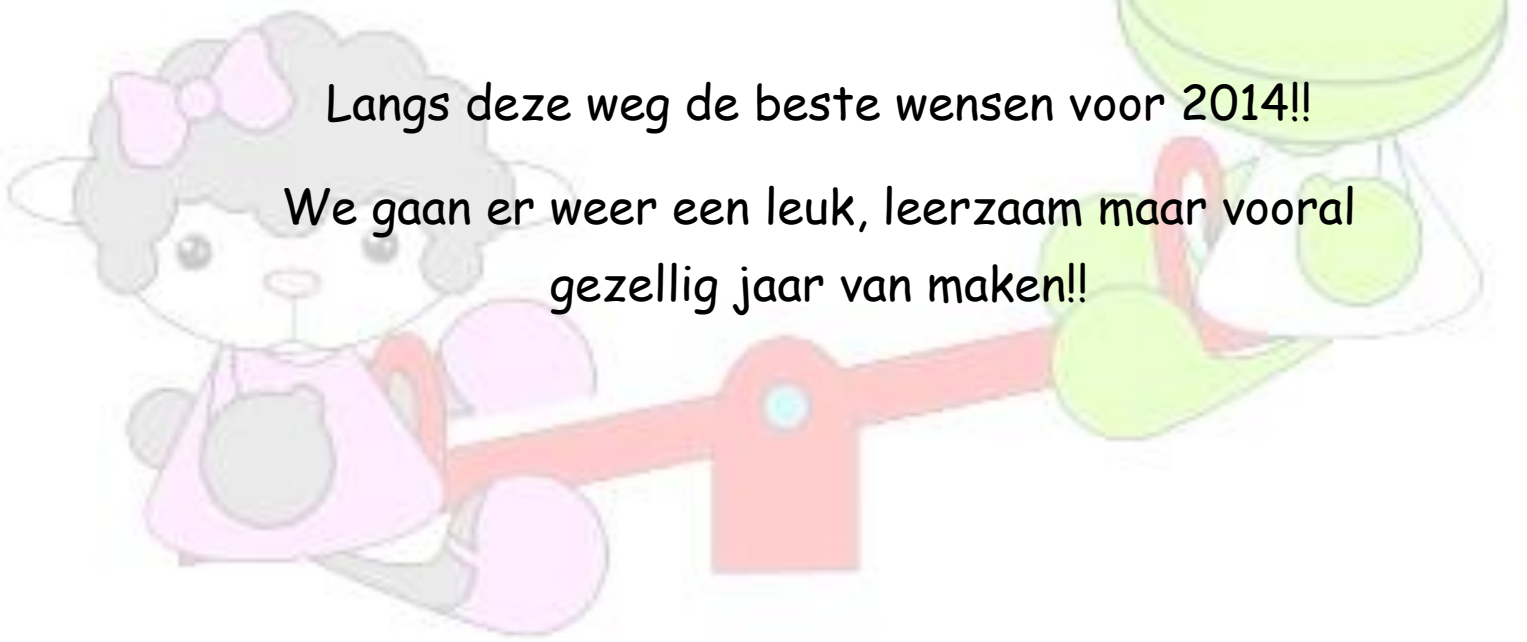 Langs deze weg de beste wensen voor 2014!!
We gaan er weer een leuk, leerzaam maar vooral
gezellig jaar van maken!!